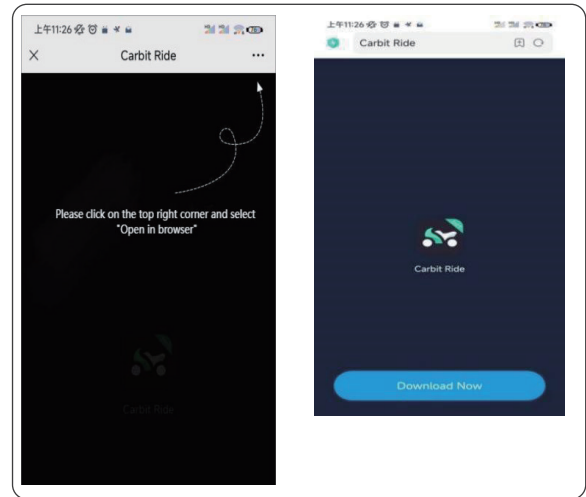 上午11:26
Carbit Ride
Please click on the top right corner and select
"Open in browser"
Carbit Ride
上午11:26
Carbit Ride
Carbit Ride
Download Now